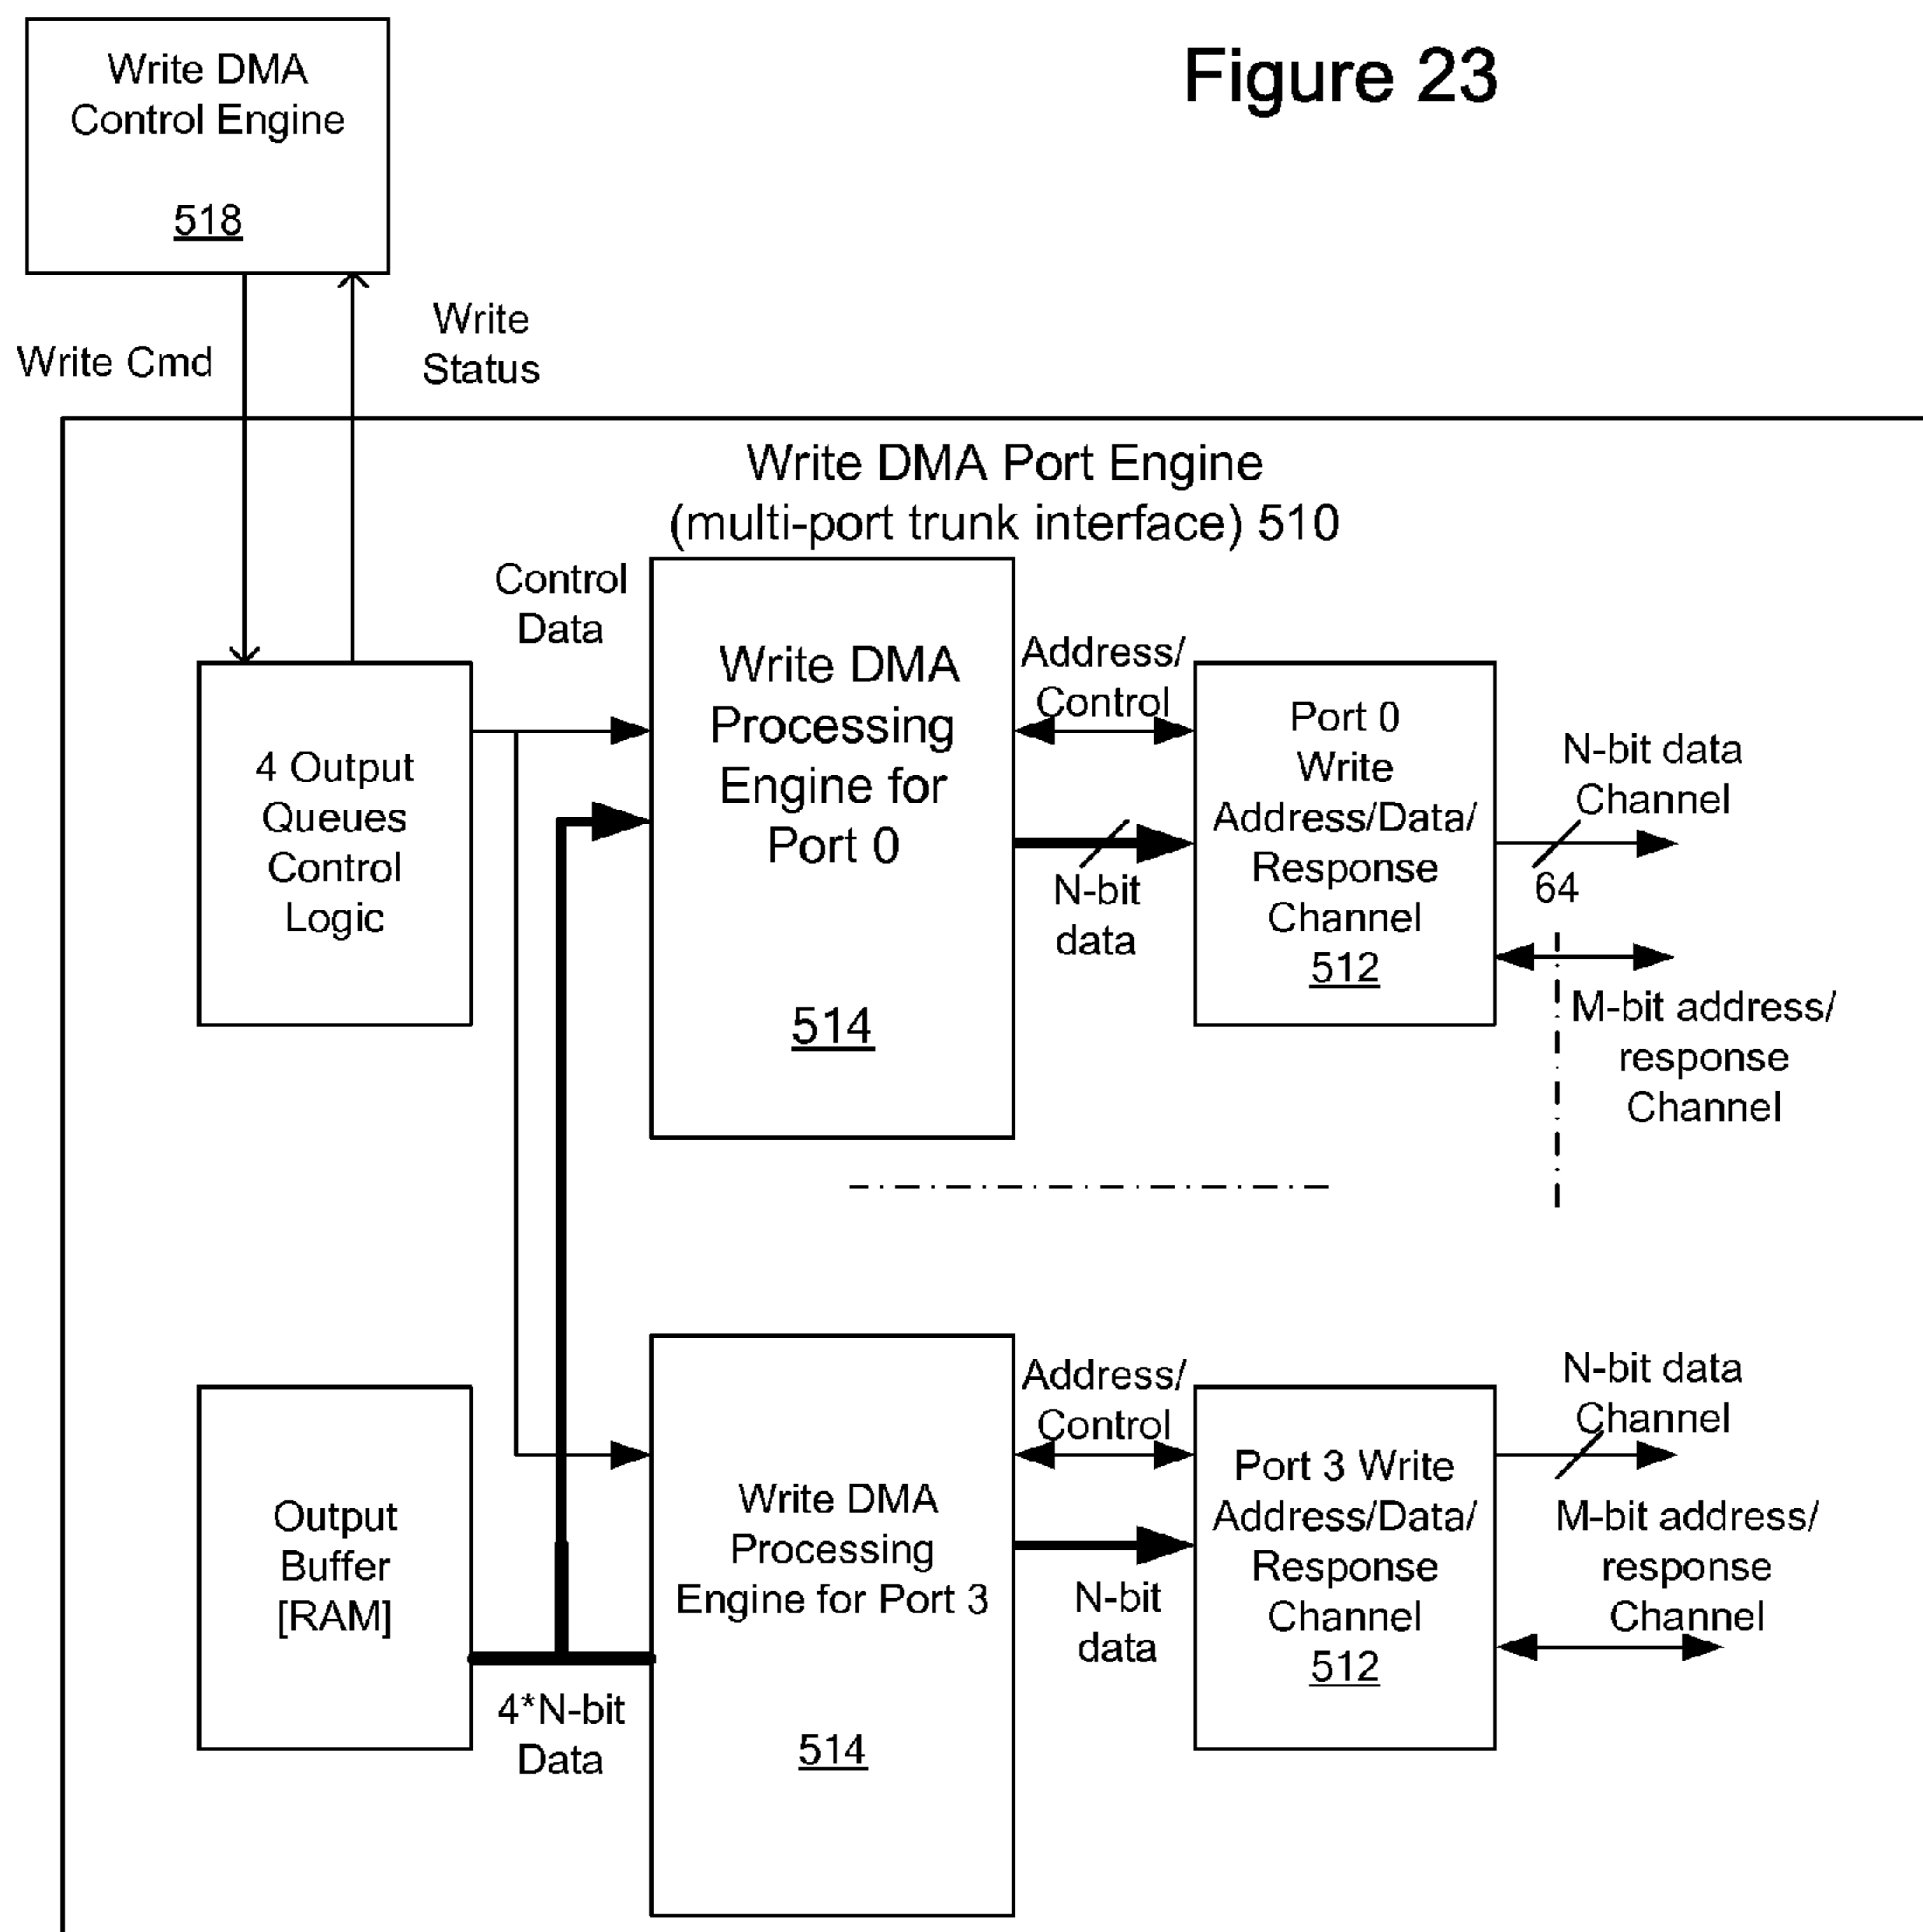 Figure 23
Write DMA
Control Engine
518
Write Cmd
Write
Status
Write DMA Port Engine
(multi-port trunk interface) 510
Control
Data
4 Output
Queues
Control
Logic
Write DMA
Processing
Engine for
Port 0
514
Address/
Control
N-bit
data
Port 0
Write
Address/Data/
Response
Channel
512
N-bit data
Channel
64
M-bit address/
response
Channel
Output
Buffer
[RAM]
4*N-bit
Data
Write DMA
Processing
Engine for Port 3
514
Address/
Control
N-bit
data
Port 3 Write
Address/Data/
Response
Channel
512
N-bit data
Channel
M-bit address/
response
Channel